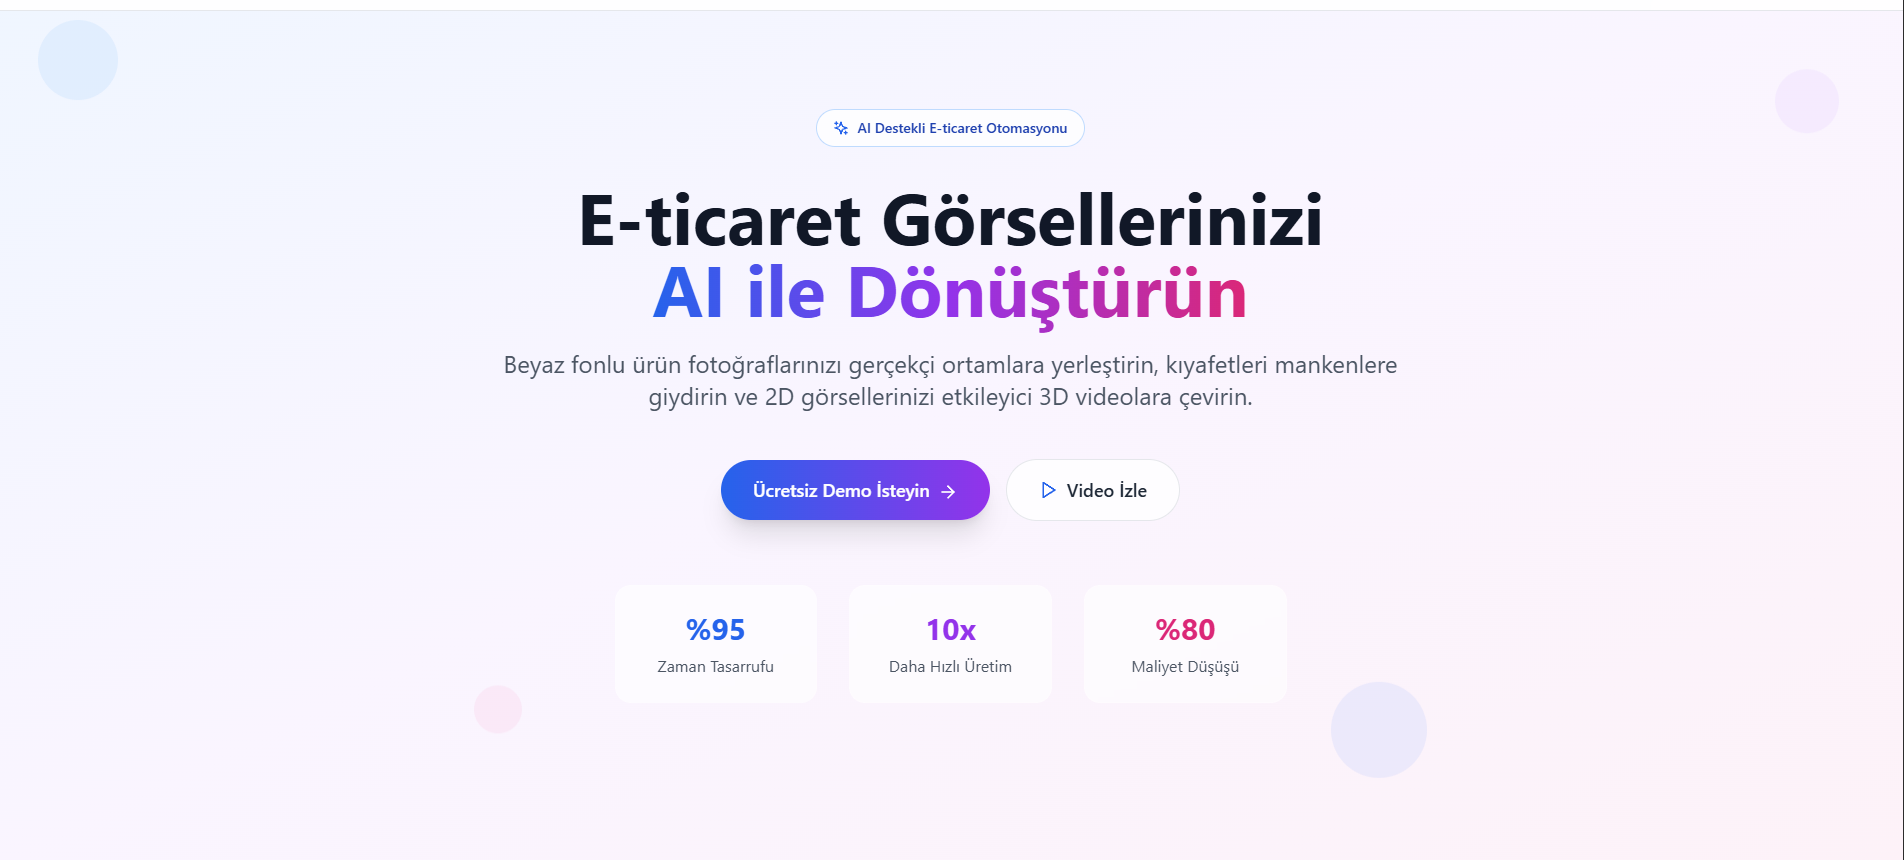 AI Destekli E-ticaret Otomasyonu
E-ticaret Görsellerinizi
AI ile Dönüştürün
Beyaz fonlu ürün fotoğraflarınızı gerçekçi ortamlara yerleştirin, kıyafetleri mankenlere
giydirin ve 2D görsellerinizi etkileyici 3D videolara çevirin.
Ücretsiz Demo İsteyin →
Video İzle
%95
Zaman Tasarrufu
10x
Daha Hızlı Üretim
%80
Maliyet Düşüşü